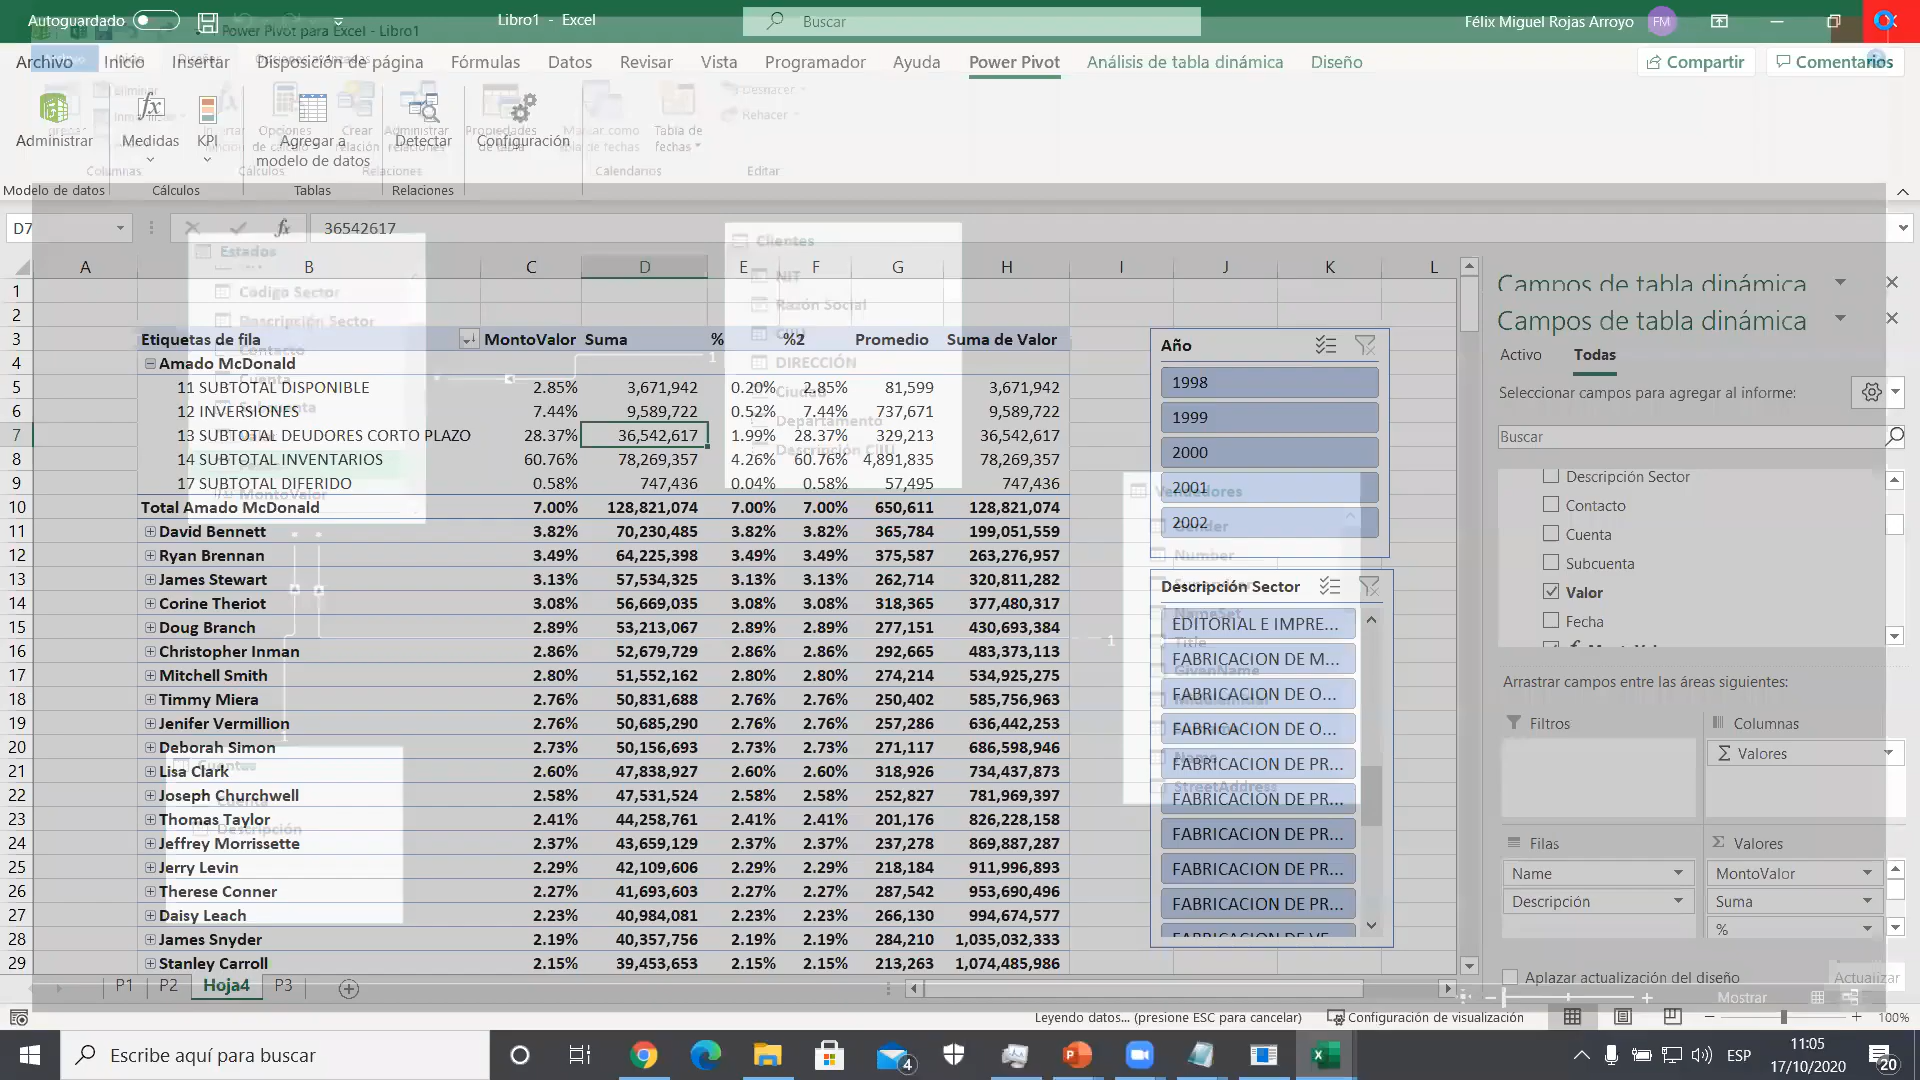 Autoguardado
Libro1 - Excel
Buscar
Félix Miguel Rojas Arroyo
FM
Power Pivot para Excel - Libro1
Archivo
Inicio
Insertar
Disposición de página
Fórmulas
Datos
Revisar
Vista
Programador
Ayuda
Power Pivot
Análisis de tabla dinámica
Diseño
Compartir
Comentarios
Administrar
Medidas
KPI
Agregar a
modelo de datos
Detectar
Configuración
Eliminar
Opciones
de cálculo
Crear
relación
Administrar
relaciones
Propiedades
de tabla
Marcar como
tabla de fechas
Tabla de
fechas
Deshacer
Rehacer
Columnas
Cálculos
Relaciones
Calendarios
Editar
Modelo de datos
Cálculos
Tablas
Relaciones
D7
fx
36542617
A B C D E F G H I J K L
Estados
Código Sector
Descripción Sector
Contacto
Cuenta
MontoValor
Clientes
NIT
Razón Social
CIIU
DIRECCIÓN
Ciudad
Departamento
Descripción CIIU
Vendedores
Gender
Number
NameSet
Title
GivenName
Name
StreetAddress
Cuentas
Cuenta
Descripción
1
2
3 Etiquetas de fila MontoValor Suma % %2 Promedio Suma de Valor
4 Amado McDonald
5 11 SUBTOTAL DISPONIBLE 2.85% 3,671,942 0.20% 2.85% 81,599 3,671,942
6 12 INVERSIONES 7.44% 9,589,722 0.52% 7.44% 737,671 9,589,722
7 13 SUBTOTAL DEUDORES CORTO PLAZO 28.37% 36,542,617 1.99% 28.37% 329,213 36,542,617
8 14 SUBTOTAL INVENTARIOS 60.76% 78,269,357 4.26% 60.76% 4,891,835 78,269,357
9 17 SUBTOTAL DIFERIDO 0.58% 747,436 0.04% 0.58% 57,495 747,436
10 Total Amado McDonald 7.00% 128,821,074 7.00% 7.00% 650,611 128,821,074
11 David Bennett 3.82% 70,230,485 3.82% 3.82% 365,784 199,051,559
12 Ryan Brennan 3.49% 64,225,398 3.49% 3.49% 375,587 263,276,957
13 James Stewart 3.13% 57,534,325 3.13% 3.13% 262,714 320,811,282
14 Corine Theriot 3.08% 56,669,035 3.08% 3.08% 318,365 377,480,317
15 Doug Branch 2.89% 53,213,067 2.89% 2.89% 277,151 430,693,384
16 Christopher Inman 2.86% 52,679,729 2.86% 2.86% 292,665 483,373,113
17 Mitchell Smith 2.80% 51,552,162 2.80% 2.80% 274,214 534,925,275
18 Timmy Miera 2.76% 50,831,688 2.76% 2.76% 250,402 585,756,963
19 Jenifer Vermillion 2.76% 50,685,290 2.76% 2.76% 257,286 636,442,253
20 Deborah Simon 2.73% 50,156,693 2.73% 2.73% 271,117 686,598,946
21 Lisa Clark 2.60% 47,838,927 2.60% 2.60% 318,926 734,437,873
22 Joseph Churchwell 2.58% 47,531,524 2.58% 2.58% 252,827 781,969,397
23 Thomas Taylor 2.41% 44,258,761 2.41% 2.41% 201,176 826,228,158
24 Jeffrey Morrissette 2.37% 43,659,129 2.37% 2.37% 237,278 869,887,287
25 Jerry Levin 2.29% 42,109,606 2.29% 2.29% 218,184 911,996,893
26 Therese Conner 2.27% 41,693,603 2.27% 2.27% 287,542 953,690,496
27 Daisy Leach 2.23% 40,984,081 2.23% 2.23% 266,130 994,674,577
28 James Snyder 2.19% 40,357,756 2.19% 2.19% 284,210 1,035,032,333
29 Stanley Carroll 2.15% 39,453,653 2.15% 2.15% 213,263 1,074,485,986
Año
1998
1999
2000
2001
2002
Descripción Sector
EDITORIAL E IMPRE...
FABRICACION DE M...
FABRICACION DE O...
FABRICACION DE O...
FABRICACION DE PR...
FABRICACION DE PR...
FABRICACION DE PR...
FABRICACION DE PR...
FABRICACION DE PR...
FABRICACION DE VE...
Campos de tabla dinámica
Campos de tabla dinámica
Activo
Todas
Seleccionar campos para agregar al informe:
Buscar
Descripción Sector
Contacto
Cuenta
Subcuenta
Valor
Fecha
Arrastrar campos entre las áreas siguientes:
Filtros
Columnas
Σ Valores
Filas
Name
Descripción
Σ Valores
MontoValor
Suma
%
Aplazar actualización del diseño
Actualizar
P1
P2
Hoja4
P3
Mostrar
Leyendo datos... (presione ESC para cancelar)
Configuración de visualización
100%
Escribe aquí para buscar
4
ESP
11:05
17/10/2020
20